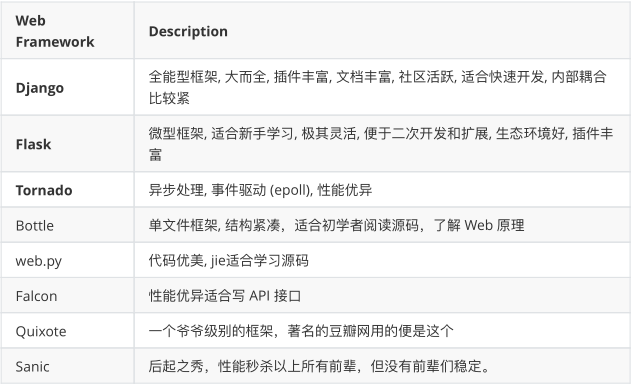 Web
Framework
Description
Django
全能型框架, 大而全, 插件丰富, 文档丰富, 社区活跃, 适合快速开发, 内部耦合
比较紧
Flask
微型框架, 适合新手学习, 极其灵活, 便于二次开发和扩展, 生态环境好, 插件丰
富
Tornado
异步处理, 事件驱动 (epoll), 性能优异
Bottle
单文件框架, 结构紧凑，适合初学者阅读源码，了解 Web 原理
web.py
代码优美, jie适合学习源码
Falcon
性能优异适合写 API 接口
Quixote
一个爷爷级别的框架，著名的豆瓣网用的便是这个
Sanic
后起之秀，性能秒杀以上所有前辈，但没有前辈们稳定。